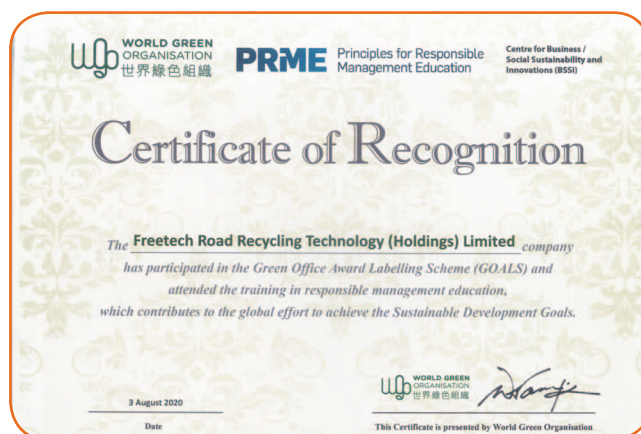 WORLD GREEN
ORGANISATION
世界綠色組織
PRME
Principles for Responsible
Management Education
Centre for Business /
Social Sustainability and
Innovations (BSSI)
Certificate of Recognition
The Freetech Road Recycling Technology (Holdings) Limited company
has participated in the Green Office Award Labelling Scheme (GOALS) and
attended the training in responsible management education,
which contributes to the global effort to achieve the Sustainable Development Goals.
WORLD GREEN
ORGANISATION
世界綠色組織
3 August 2020
Date
This Certificate is presented by World Green Organisation